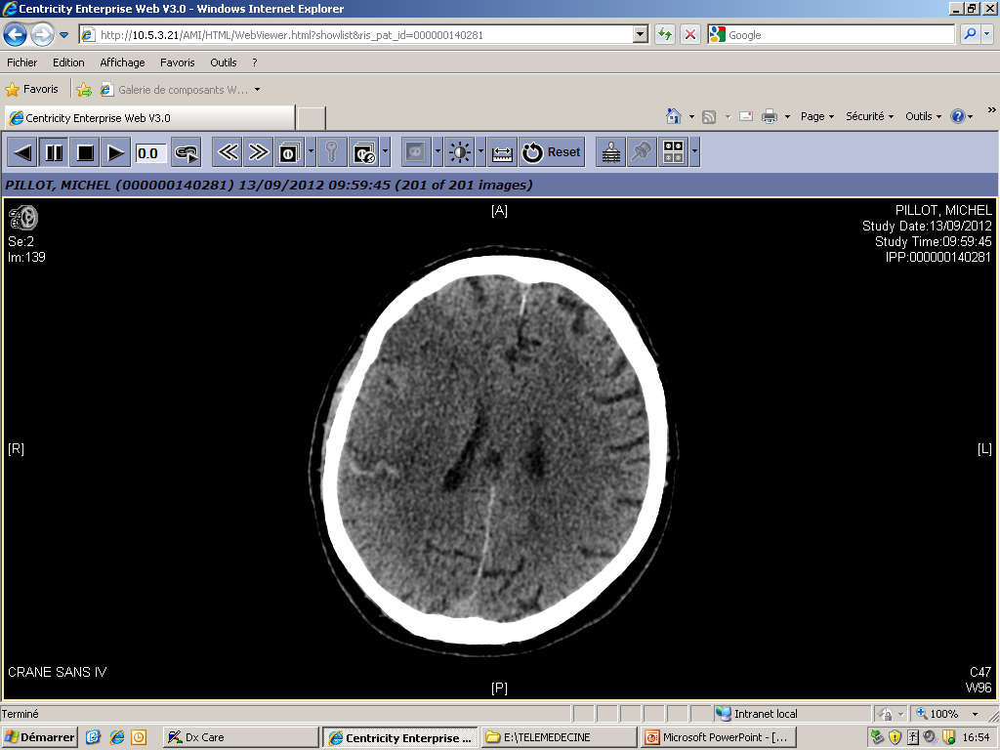 Centricity Enterprise Web V3.0 - Windows Internet Explorer
http://10.5.3.21/AMI/HTML/WebViewer.html?showlist&ris_pat_id=000000140281
Google
Fichier Edition Affichage Favoris Outils ?
Favoris Galerie de composants W...
Centricity Enterprise Web V3.0
Page Sécurité Outils »
0.0 Reset
PILLOT, MICHEL (000000140281) 13/09/2012 09:59:45 (201 of 201 images)
[A]
PILLOT, MICHEL
Study Date:13/09/2012
Se:2
Study Time:09:59:45
Im:139
IPP:000000140281
[R]
[L]
CRANE SANS IV
C47
[P]
W96
Terminé
Intranet local
100%
Démarrer
Dx Care
Centricity Enterprise ...
E:\TELEMEDECINE
Microsoft PowerPoint - [...
16:54